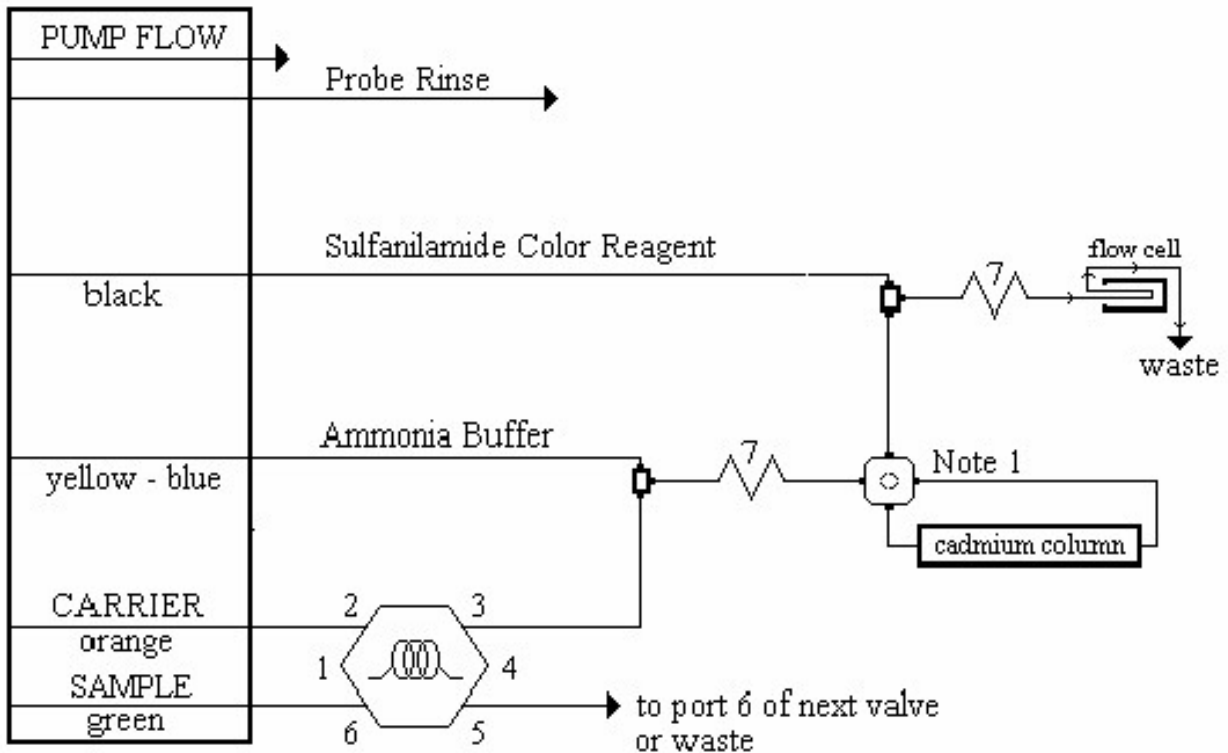 PUMP FLOW
Probe Rinse
Sulfanilamide Color Reagent
black
7
flow cell
waste
Ammonia Buffer
yellow - blue
7
Note 1
cadmium column
CARRIER
orange
2
3
1
4
SAMPLE
green
6
5
to port 6 of next valve
or waste